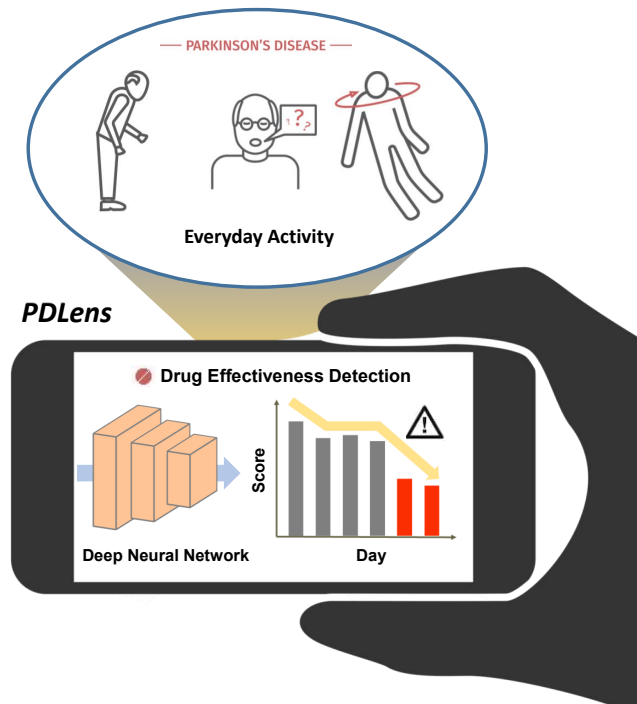 PARKINSON'S DISEASE
? ? ?
Everyday Activity
PDLens
Drug Effectiveness Detection
!
Score
Deep Neural Network
Day